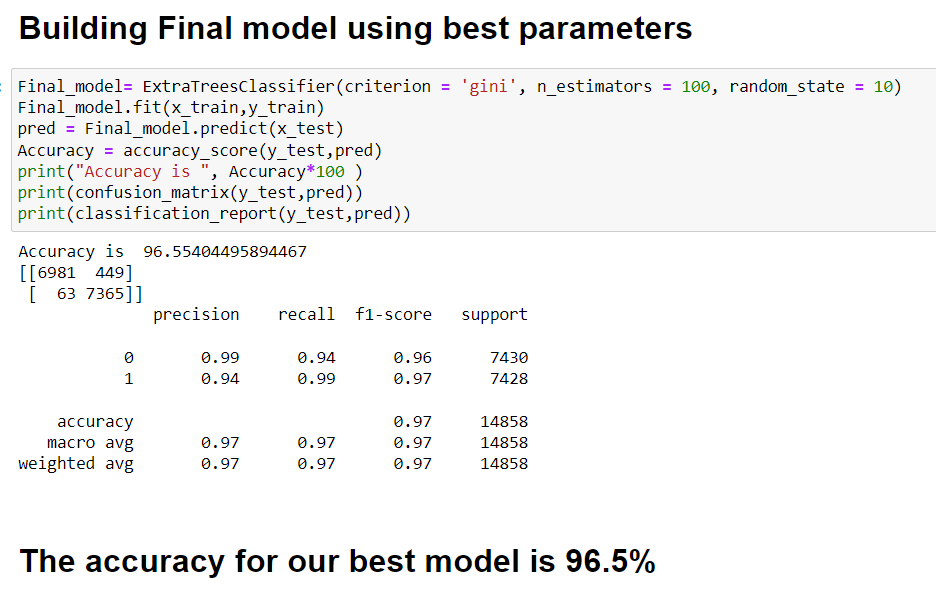 Building Final model using best parameters
Final_model= ExtraTreesClassifier(criterion = 'gini', n_estimators = 100, random_state = 10)
Final_model.fit(x_train,y_train)
pred = Final_model.predict(x_test)
Accuracy = accuracy_score(y_test,pred)
print("Accuracy is ", Accuracy*100 )
print(confusion_matrix(y_test,pred))
print(classification_report(y_test,pred))
Accuracy is  96.55404495894467
[[6981  449]
 [  63 7365]]
              precision    recall  f1-score   support
           0       0.99      0.94      0.96      7430
           1       0.94      0.99      0.97      7428
    accuracy                           0.97     14858
   macro avg       0.97      0.97      0.97     14858
weighted avg       0.97      0.97      0.97     14858
The accuracy for our best model is 96.5%